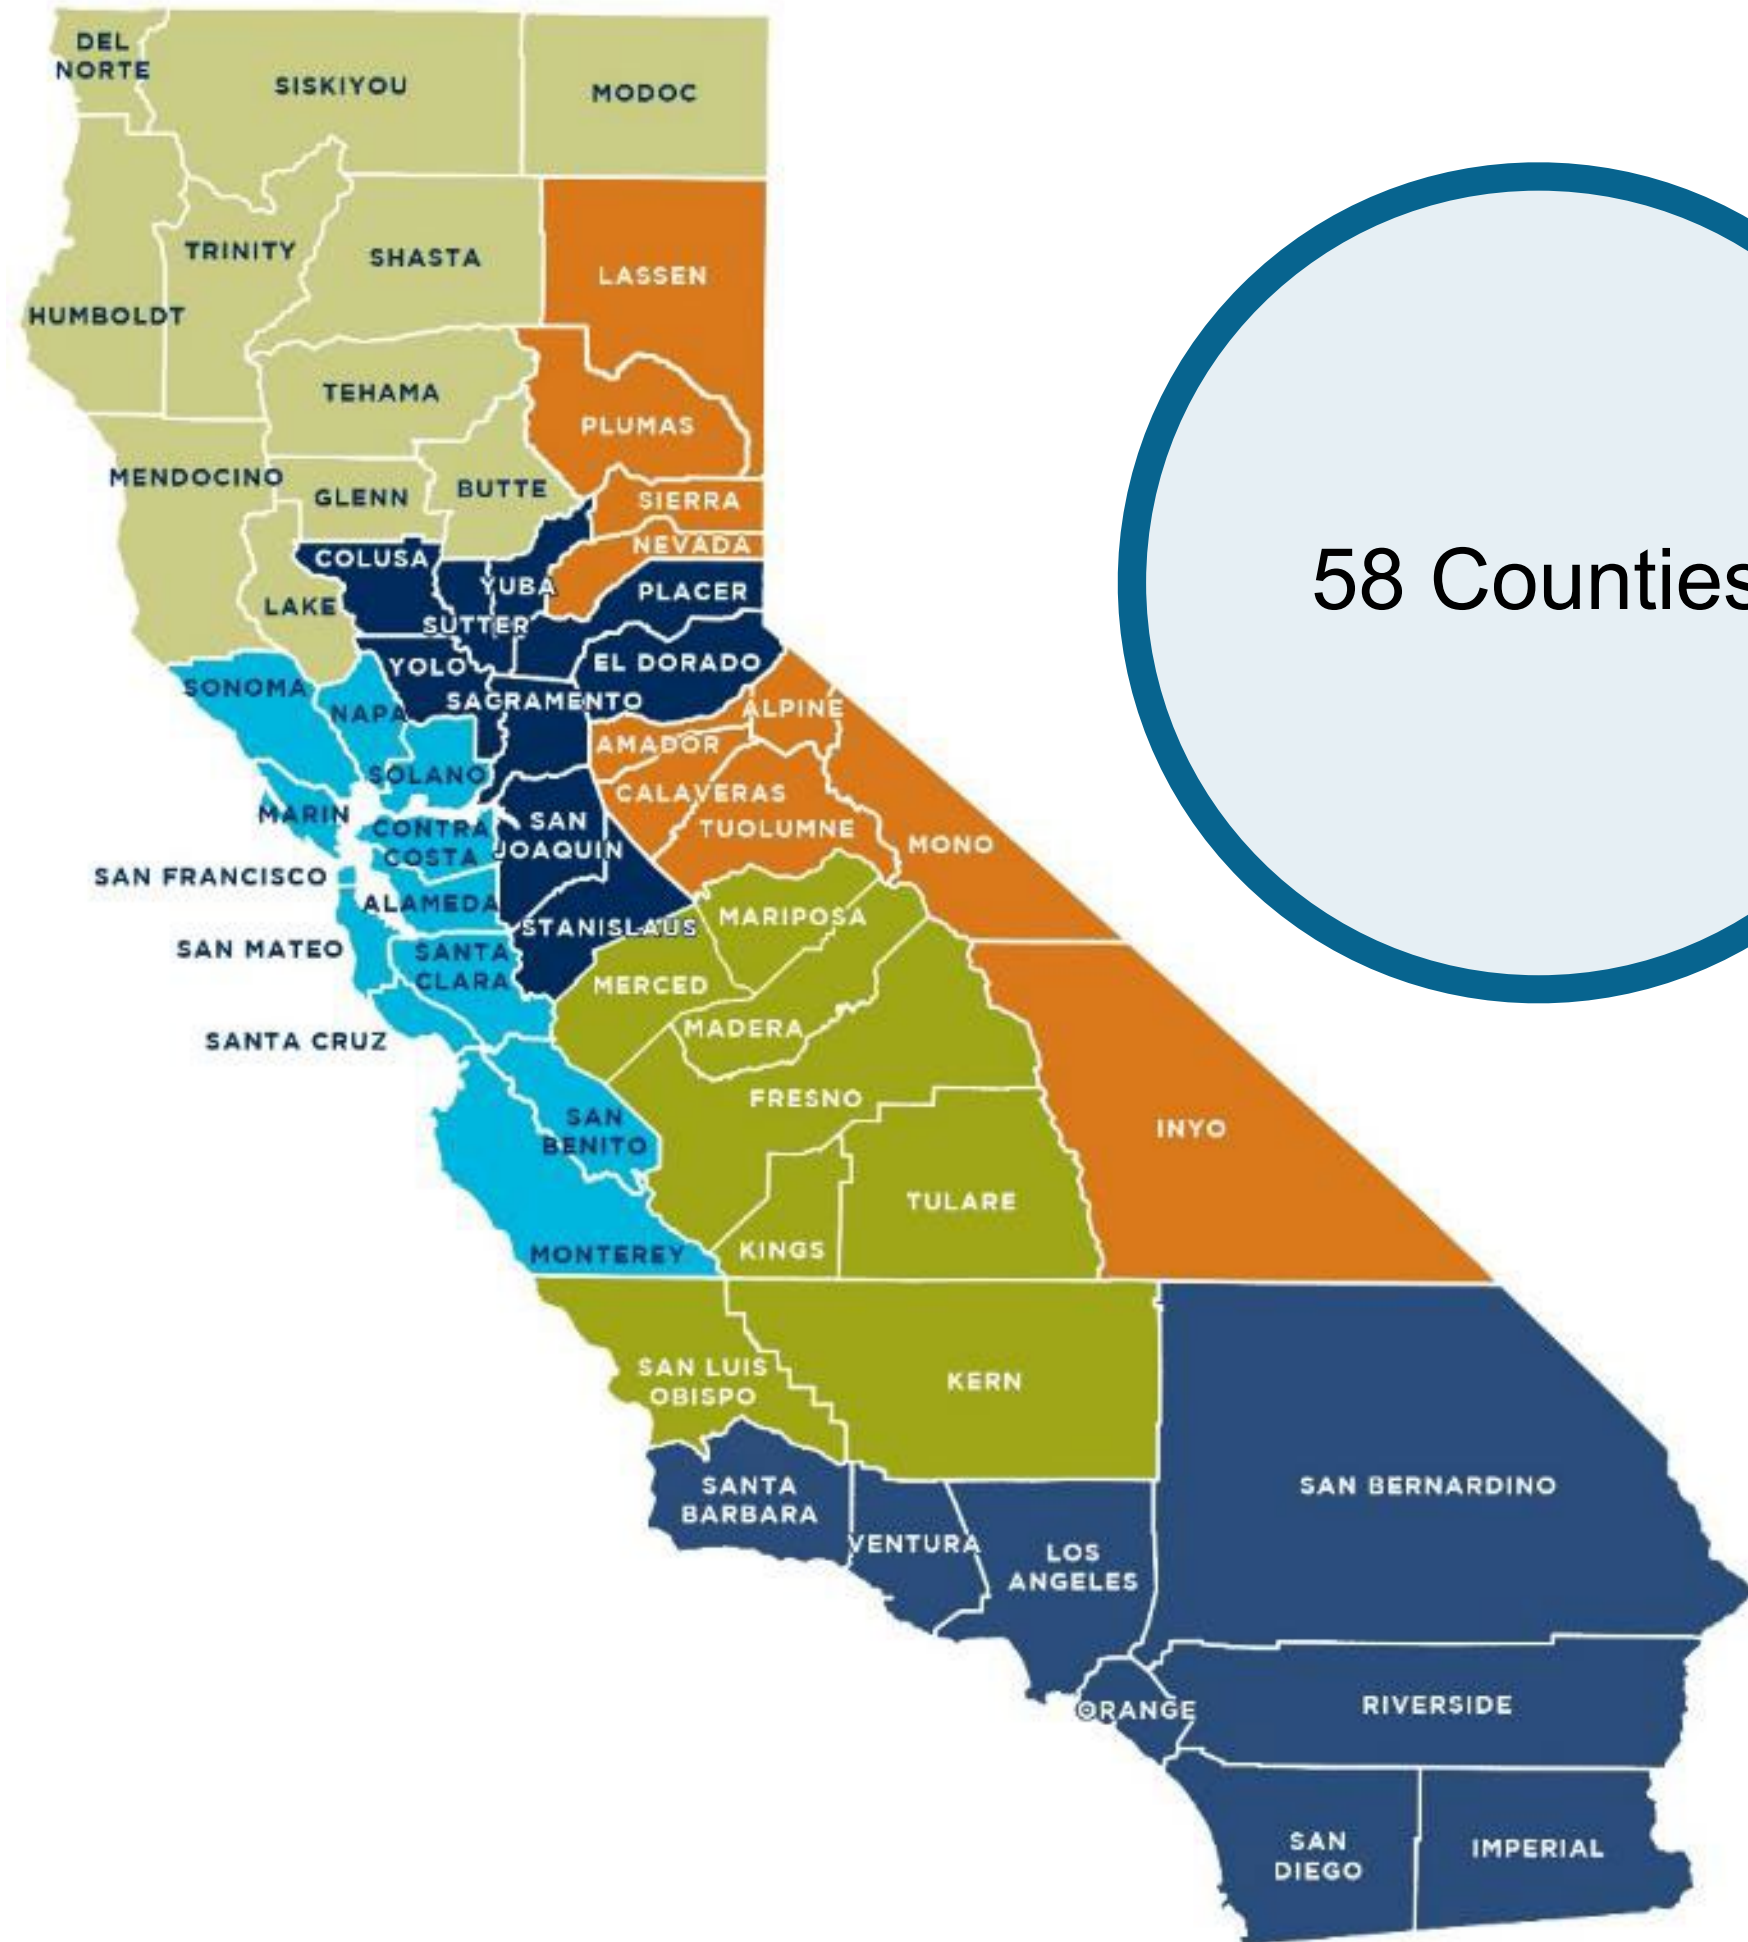 DEL
NORTE
SISKIYOU
MODOC
TRINITY
SHASTA
LASSEN
HUMBOLDT
TEHAMA
PLUMAS
MENDOCINO
GLENN
BUTTE
SIERRA
NEVADA
COLUSA
YUBA
PLACER
LAKE
SUTTER
YOLO
EL DORADO
SONOMA
NAPA
SACRAMENTO
ALPINE
AMADOR
SOLANO
CALAVERAS
MARIN
CONTRA
COSTA
SAN
JOAQUIN
TUOLUMNE
MONO
SAN FRANCISCO
ALAMEDA
STANISLAUS
MARIPOSA
SAN MATEO
SANTA
CLARA
MERCED
MADERA
SANTA CRUZ
FRESNO
SAN
BENITO
INYO
TULARE
MONTEREY
KINGS
SAN LUIS
OBISPO
KERN
SANTA
BARBARA
VENTURA
LOS
ANGELES
SAN BERNARDINO
ORANGE
RIVERSIDE
SAN
DIEGO
IMPERIAL
58 Counties